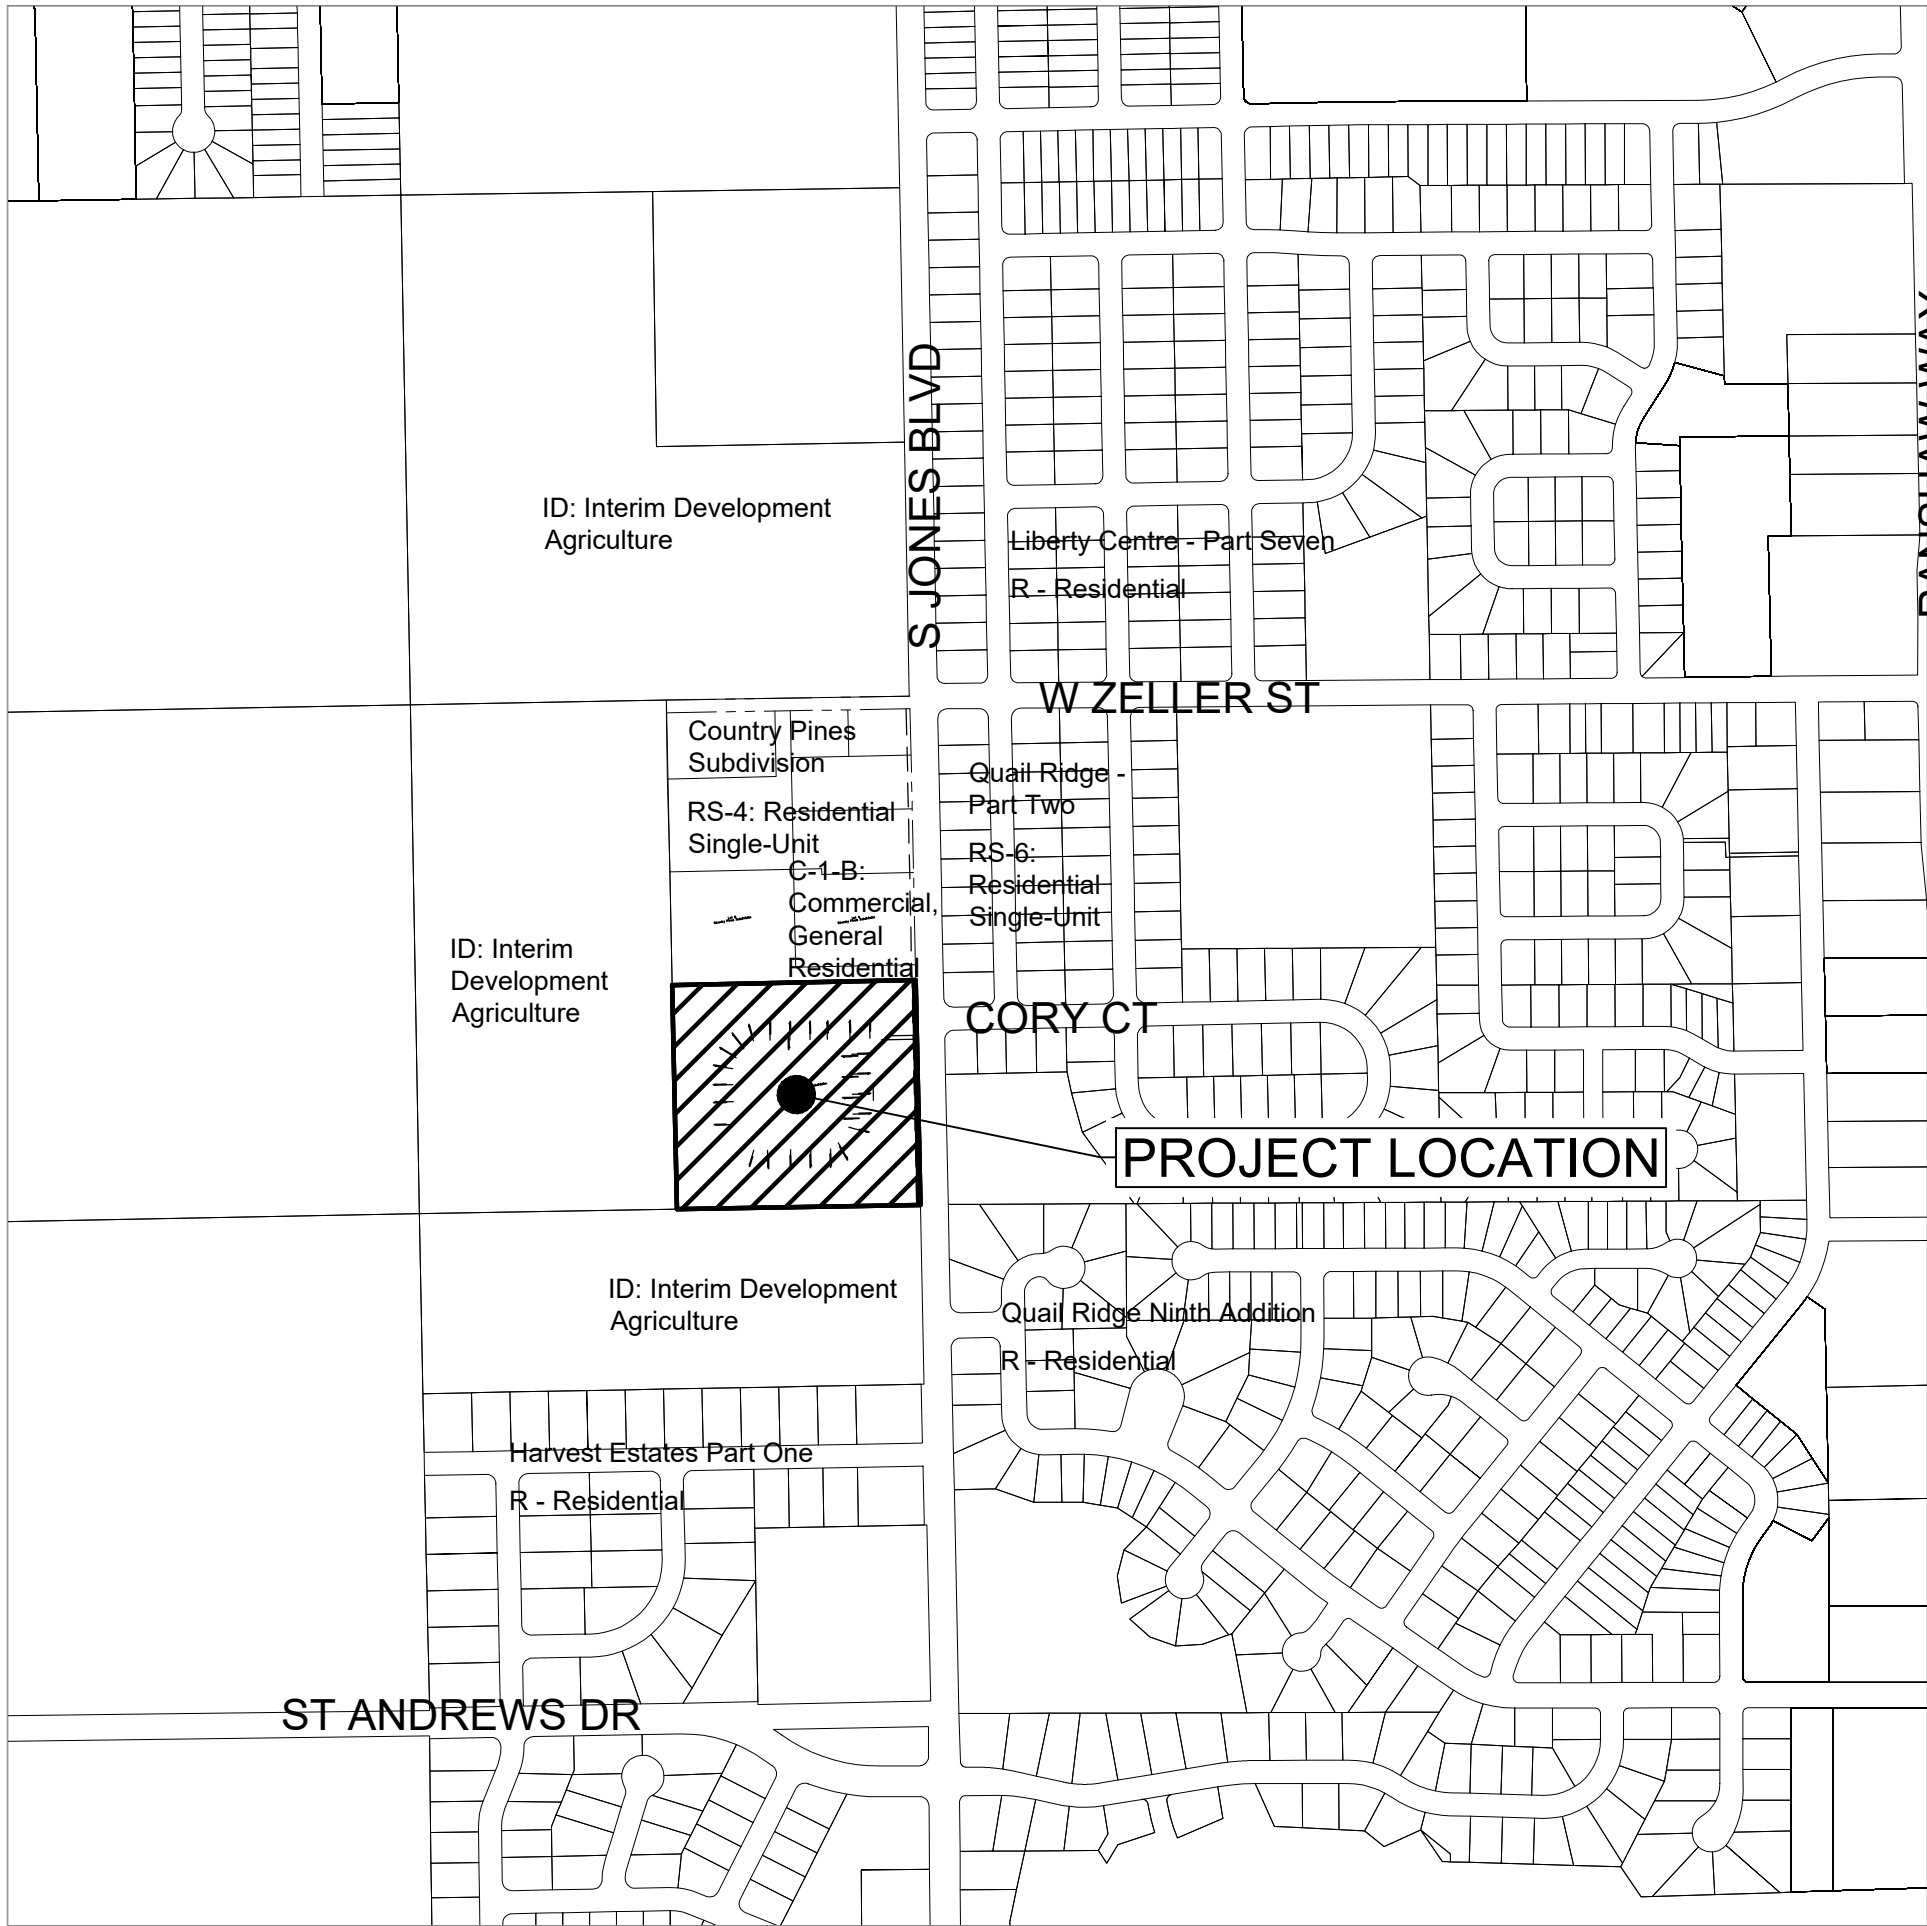 S JONES BLVD
ID: Interim Development
Agriculture
Liberty Centre - Part Seven
R - Residential
W ZELLER ST
Country Pines
Subdivision
RS-4: Residential
Single-Unit
C-1-B:
Commercial,
General
Residential
Quail Ridge -
Part Two
RS-6:
Residential
Single-Unit
ID: Interim
Development
Agriculture
CORY CT
PROJECT LOCATION
ID: Interim Development
Agriculture
Quail Ridge Ninth Addition
R - Residential
Harvest Estates Part One
R - Residential
ST ANDREWS DR